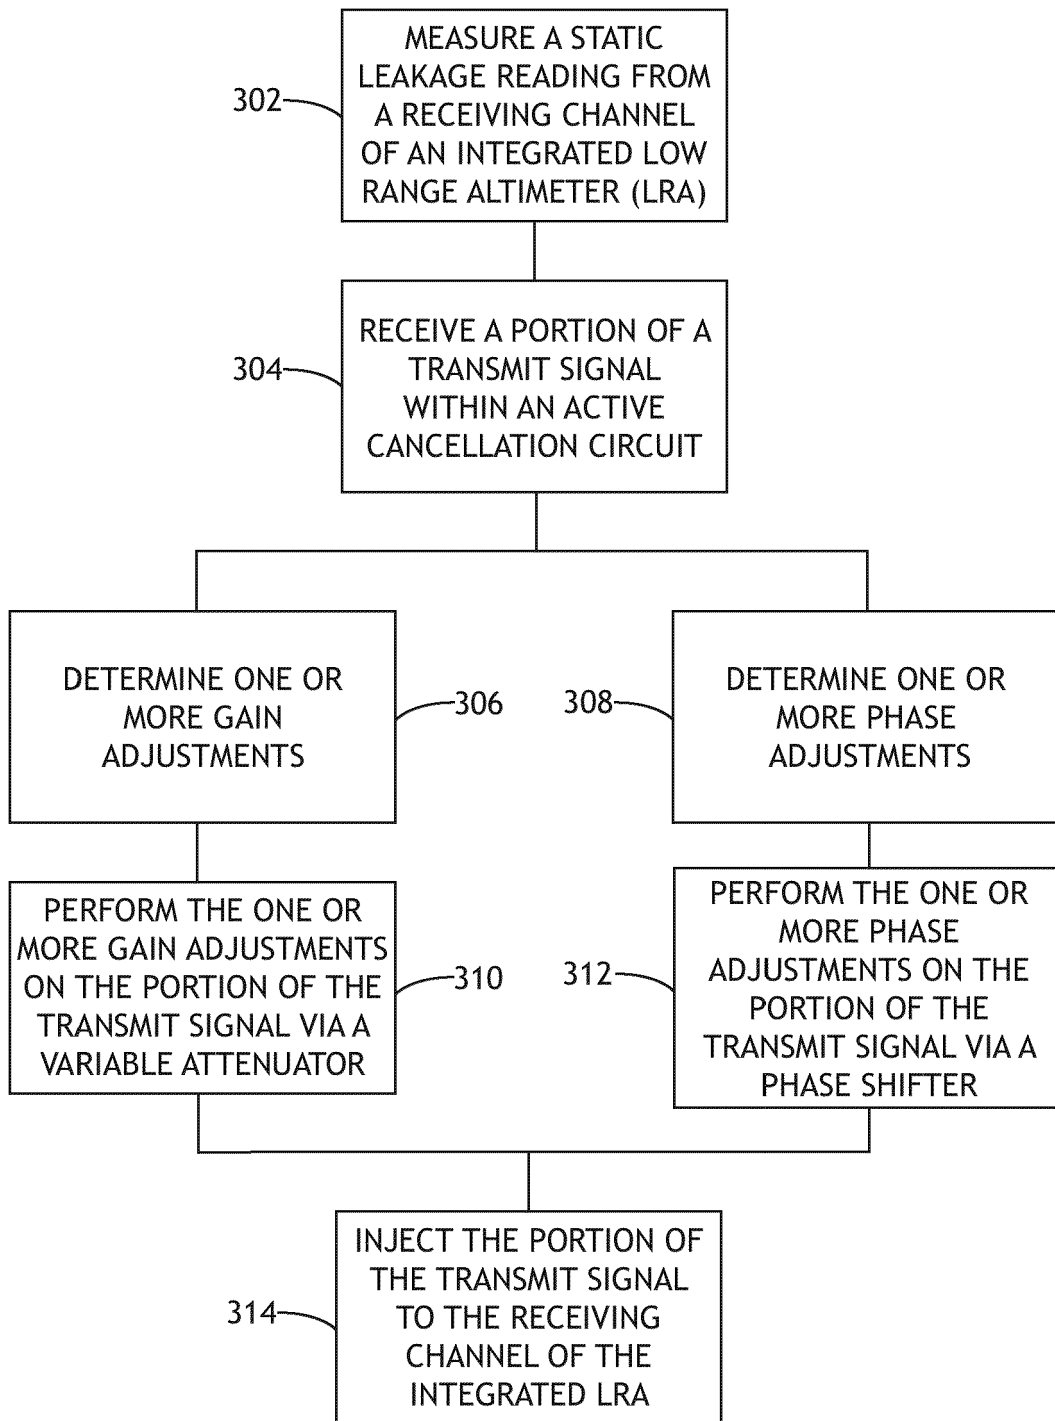 MEASURE A STATIC
LEAKAGE READING FROM
A RECEIVING CHANNEL
OF AN INTEGRATED LOW
RANGE ALTIMETER (LRA)
302
RECEIVE A PORTION OF A
TRANSMIT SIGNAL
WITHIN AN ACTIVE
CANCELLATION CIRCUIT
304
DETERMINE ONE OR
MORE GAIN
ADJUSTMENTS
306
308
DETERMINE ONE OR
MORE PHASE
ADJUSTMENTS
PERFORM THE ONE OR
MORE GAIN ADJUSTMENTS
ON THE PORTION OF THE
TRANSMIT SIGNAL VIA A
VARIABLE ATTENUATOR
310
312
PERFORM THE ONE OR
MORE PHASE
ADJUSTMENTS ON THE
PORTION OF THE
TRANSMIT SIGNAL VIA A
PHASE SHIFTER
INJECT THE PORTION OF
THE TRANSMIT SIGNAL
TO THE RECEIVING
CHANNEL OF THE
INTEGRATED LRA
314